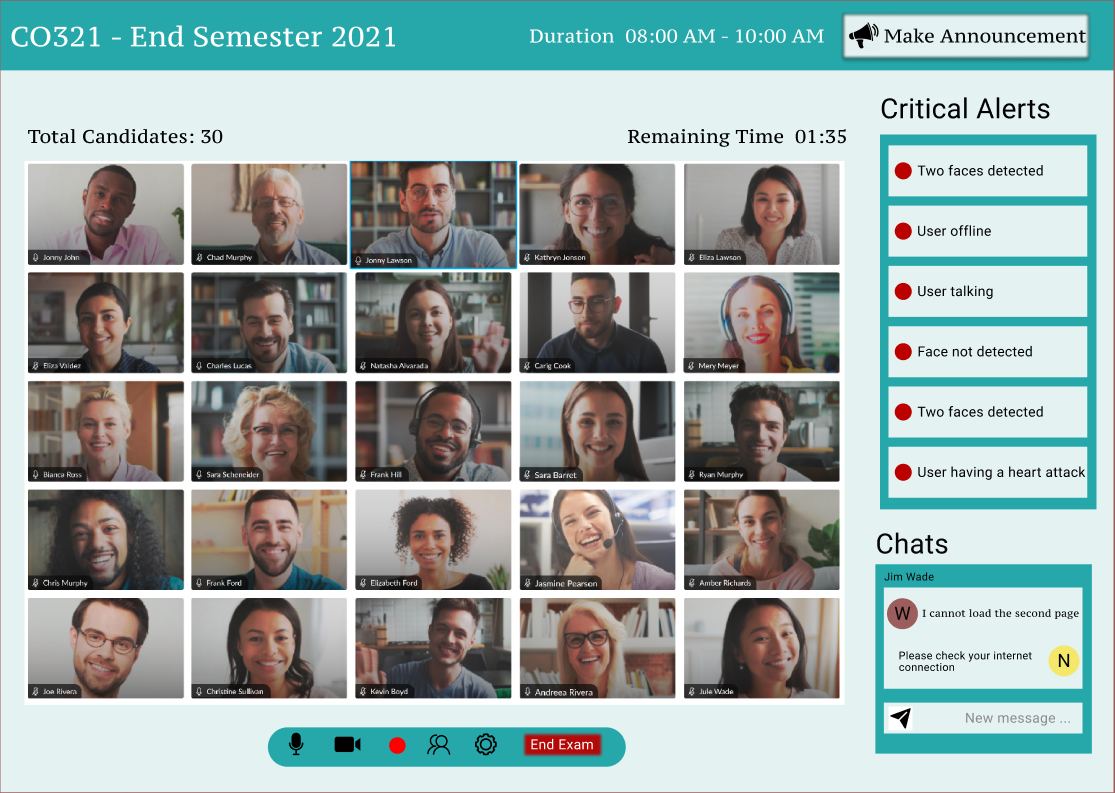 CO321 - End Semester 2021
Duration 08:00 AM - 10:00 AM
Make Announcement
Total Candidates: 30
Remaining Time 01:35
Jonny John
Chad Murphy
Jonny Lawson
Kathryn Jonson
Eliza Lawson
Eliza Valdez
Charles Lucas
Natasha Alvarada
Carig Cook
Mery Meyer
Bianca Ross
Sara Scheneider
Frank Hill
Sara Barret
Ryan Murphy
Chris Murphy
Frank Ford
Elizabeth Ford
Jasmine Pearson
Amber Richards
Joe Rivera
Christine Sullivan
Kevin Boyd
Andreea Rivera
Jule Wade
End Exam
Critical Alerts
Two faces detected
User offline
User talking
Face not detected
Two faces detected
User having a heart attack
Chats
Jim Wade
W
I cannot load the second page
Please check your internet
connection
N
New message ...